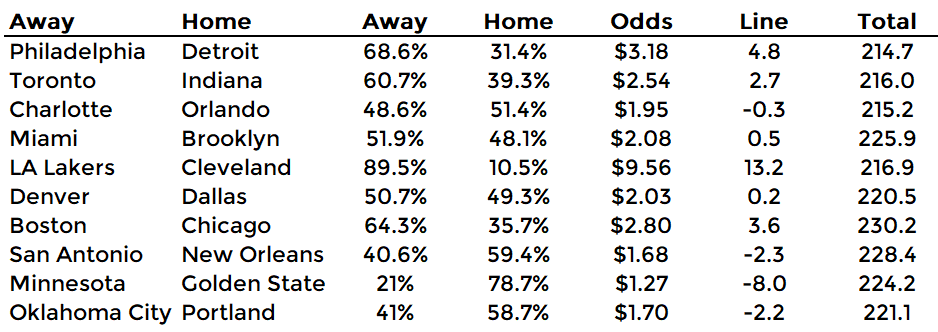 Away Home Away Home Odds Line Total
Philadelphia Detroit 68.6% 31.4% $3.18 4.8 214.7
Toronto Indiana 60.7% 39.3% $2.54 2.7 216.0
Charlotte Orlando 48.6% 51.4% $1.95 -0.3 215.2
Miami Brooklyn 51.9% 48.1% $2.08 0.5 225.9
LA Lakers Cleveland 89.5% 10.5% $9.56 13.2 216.9
Denver Dallas 50.7% 49.3% $2.03 0.2 220.5
Boston Chicago 64.3% 35.7% $2.80 3.6 230.2
San Antonio New Orleans 40.6% 59.4% $1.68 -2.3 228.4
Minnesota Golden State 21% 78.7% $1.27 -8.0 224.2
Oklahoma City Portland 41% 58.7% $1.70 -2.2 221.1